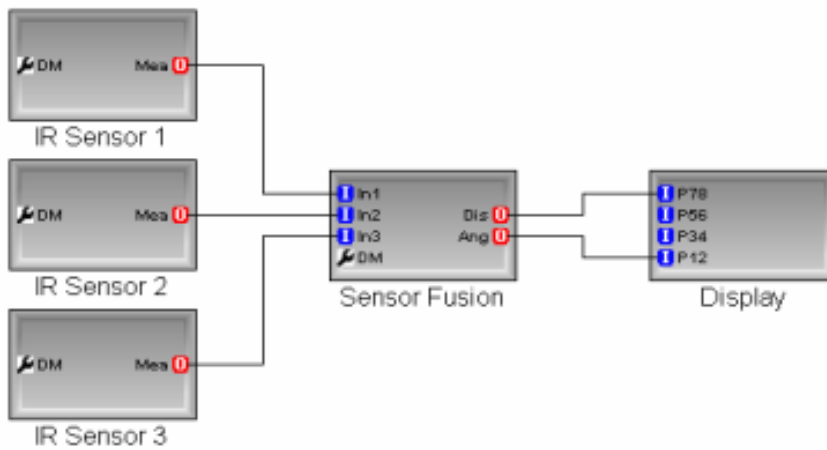 DM Mea O
IR Sensor 1
DM Mea O
IR Sensor 2
DM Mea O
IR Sensor 3
I In1
I In2
I In3
DM
Dis O
Ang O
Sensor Fusion
I P78
I P56
I P34
I P12
Display